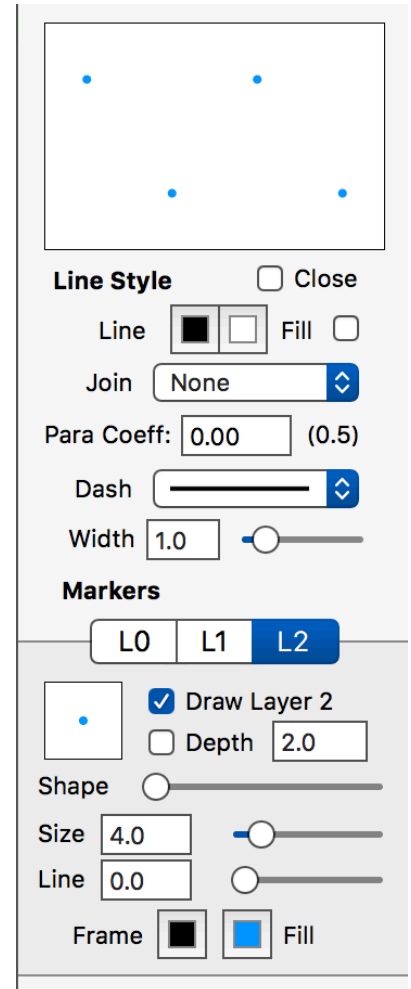 Line Style Close
Line Fill
Join None
Para Coeff: 0.00 (0.5)
Dash
Width 1.0
Markers
L0 L1 L2
Draw Layer 2
Depth 2.0
Shape
Size 4.0
Line 0.0
Frame Fill